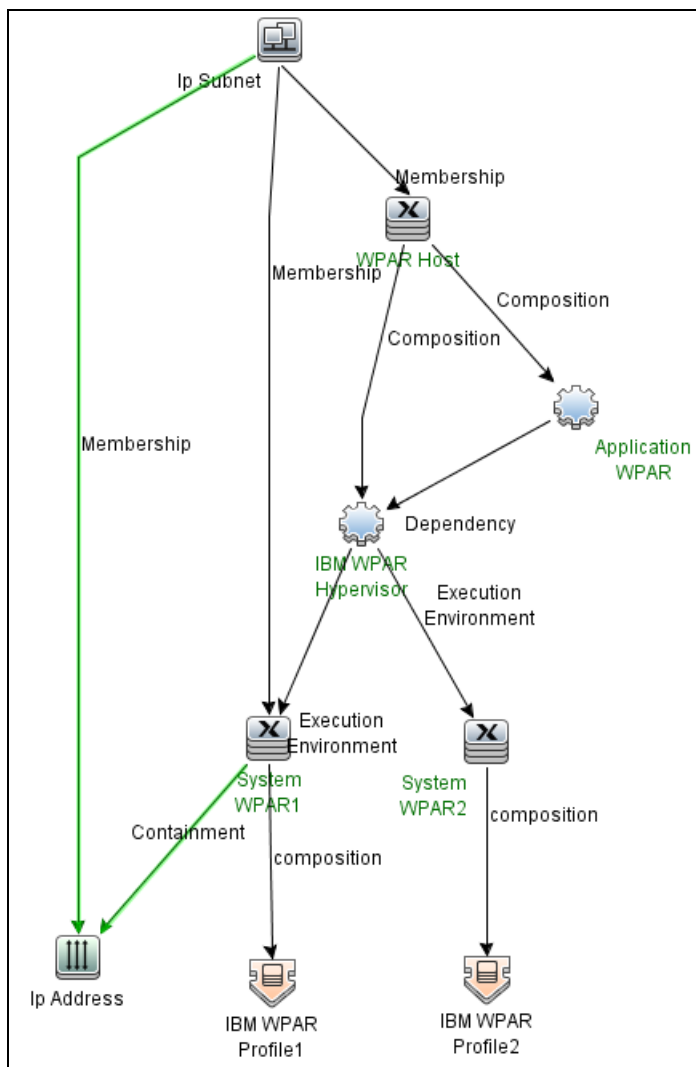 Ip Subnet
Membership
WPAR Host
Membership
Composition
Composition
Membership
Application
WPAR
Dependency
IBM WPAR
Hypervisor
Execution
Environment
Execution
Environment
System
WPAR1
System
WPAR2
composition
Containment
composition
Ip Address
IBM WPAR
Profile1
IBM WPAR
Profile2